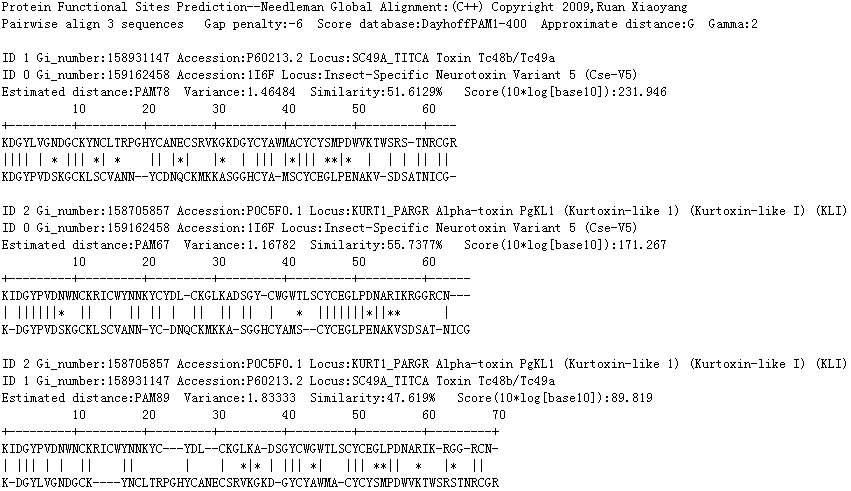 Protein Functional Sites Prediction--Needleman Global Alignment:(C++) Copyright 2009,Ruan Xiaoyang
Pairwise align 3 sequences   Gap penalty:-6  Score database:DayhoffPAM1-400  Approximate distance:G  Gamma:2
ID 1 Gi_number:158931147 Accession:P60213.2 Locus:SC49A_TITCA Toxin Tc48b/Tc49a
ID 0 Gi_number:159162458 Accession:1I6F Locus:Insect-Specific Neurotoxin Variant 5 (Cse-V5)
Estimated distance:PAM78  Variance:1.46484  Similarity:51.6129%   Score(10*log[base10]):231.946
10        20        30        40        50        60
+---------+---------+---------+---------+---------+---------+-----
KDGYLVGNDGCKYNCLTRPGHYCANECSRVKGKDGYCYAWMACYCYSMPDWVKTWSRS-TNRCGR
KDGYPVDSKGCKLSCVANN--YCDNQCKMKKASGGHCYA-MSCYCEGLPENAKV-SDSATNICG-
ID 2 Gi_number:158705857 Accession:P0C5F0.1 Locus:KURT1_PARGR Alpha-toxin PgKL1 (Kurtoxin-like 1) (Kurtoxin-like I) (KLI)
ID 0 Gi_number:159162458 Accession:1I6F Locus:Insect-Specific Neurotoxin Variant 5 (Cse-V5)
Estimated distance:PAM67  Variance:1.16782  Similarity:55.7377%   Score(10*log[base10]):171.267
10        20        30        40        50        60
KIDGYPVDNWNCKRICWYNNKYCYDL-CKGLKADSGY-CWGWTLSCYCEGLPDNARIKRGGRCN---
K-DGYPVDSKGCKLSCVANN-YC-DNQCKMKKA-SGGHCYAMS--CYCEGLPENAKVSDSAT-NICG
ID 2 Gi_number:158705857 Accession:P0C5F0.1 Locus:KURT1_PARGR Alpha-toxin PgKL1 (Kurtoxin-like 1) (Kurtoxin-like I) (KLI)
ID 1 Gi_number:158931147 Accession:P60213.2 Locus:SC49A_TITCA Toxin Tc48b/Tc49a
Estimated distance:PAM89  Variance:1.83333  Similarity:47.619%   Score(10*log[base10]):89.819
10        20        30        40        50        60        70
KIDGYPVDNWNCKRICWYNNKYC---YDL--CKGLKA-DSGYCWGWTLSCYCEGLPDNARIK-RGG-RCN-
K-DGYLVGNDGCK----YNCLTRPGHYCANECSRVKGKD-GYCYAWMA-CYCYSMPDWVKTWSRSTNRCGR